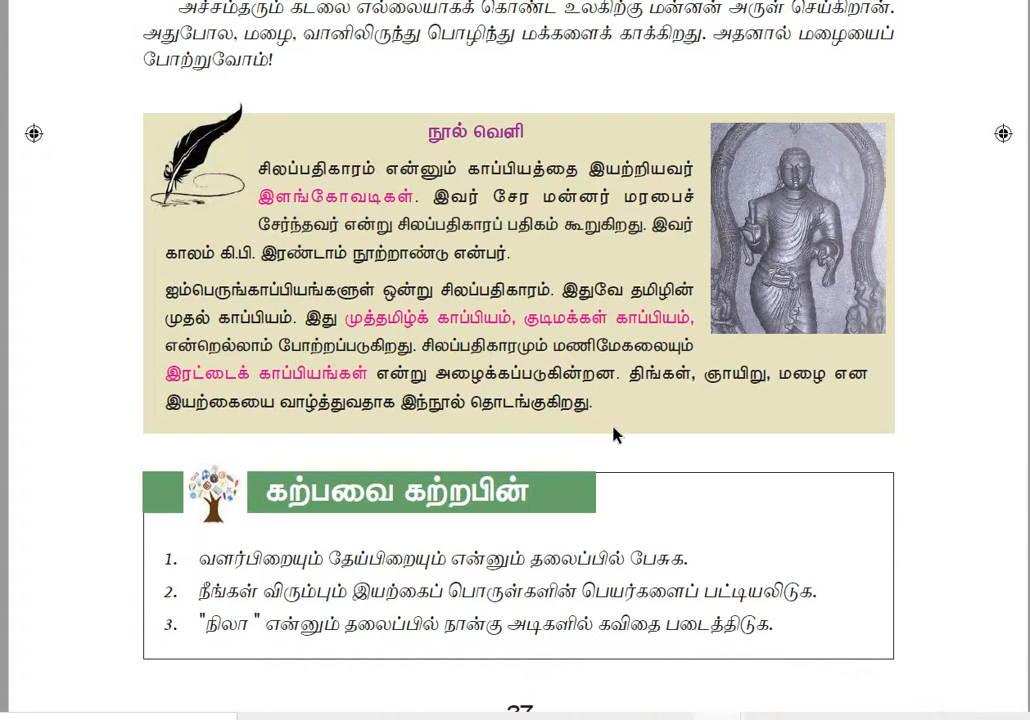 அச்சம்தரும் கடலை எல்லையாகக் கொண்ட உலகிற்கு மன்னன் அருள் செய்கிறான்.
அதுபோல, மழை, வானிலிருந்து பொழிந்து மக்களைக் காக்கிறது. அதனால் மழையைப்
போற்றுவோம்!
நூல் வெளி
சிலப்பதிகாரம் என்னும் காப்பியத்தை இயற்றியவர்
இளங்கோவடிகள். இவர் சேர மன்னர் மரபைச்
சேர்ந்தவர் என்று சிலப்பதிகாரப் பதிகம் கூறுகிறது. இவர்
காலம் கி.பி. இரண்டாம் நூற்றாண்டு என்பர்.
ஐம்பெருங்காப்பியங்களுள் ஒன்று சிலப்பதிகாரம். இதுவே தமிழின்
முதல் காப்பியம். இது முத்தமிழ்க் காப்பியம், குடிமக்கள் காப்பியம்,
என்றெல்லாம் போற்றப்படுகிறது. சிலப்பதிகாரமும் மணிமேகலையும்
இரட்டைக் காப்பியங்கள் என்று அழைக்கப்படுகின்றன. திங்கள், ஞாயிறு, மழை என
இயற்கையை வாழ்த்துவதாக இந்நூல் தொடங்குகிறது.
கற்பவை கற்றபின்
1. வளர்பிறையும் தேய்பிறையும் என்னும் தலைப்பில் பேசுக.
2. நீங்கள் விரும்பும் இயற்கைப் பொருள்களின் பெயர்களைப் பட்டியலிடுக.
3. "நிலா " என்னும் தலைப்பில் நான்கு அடிகளில் கவிதை படைத்திடுக.